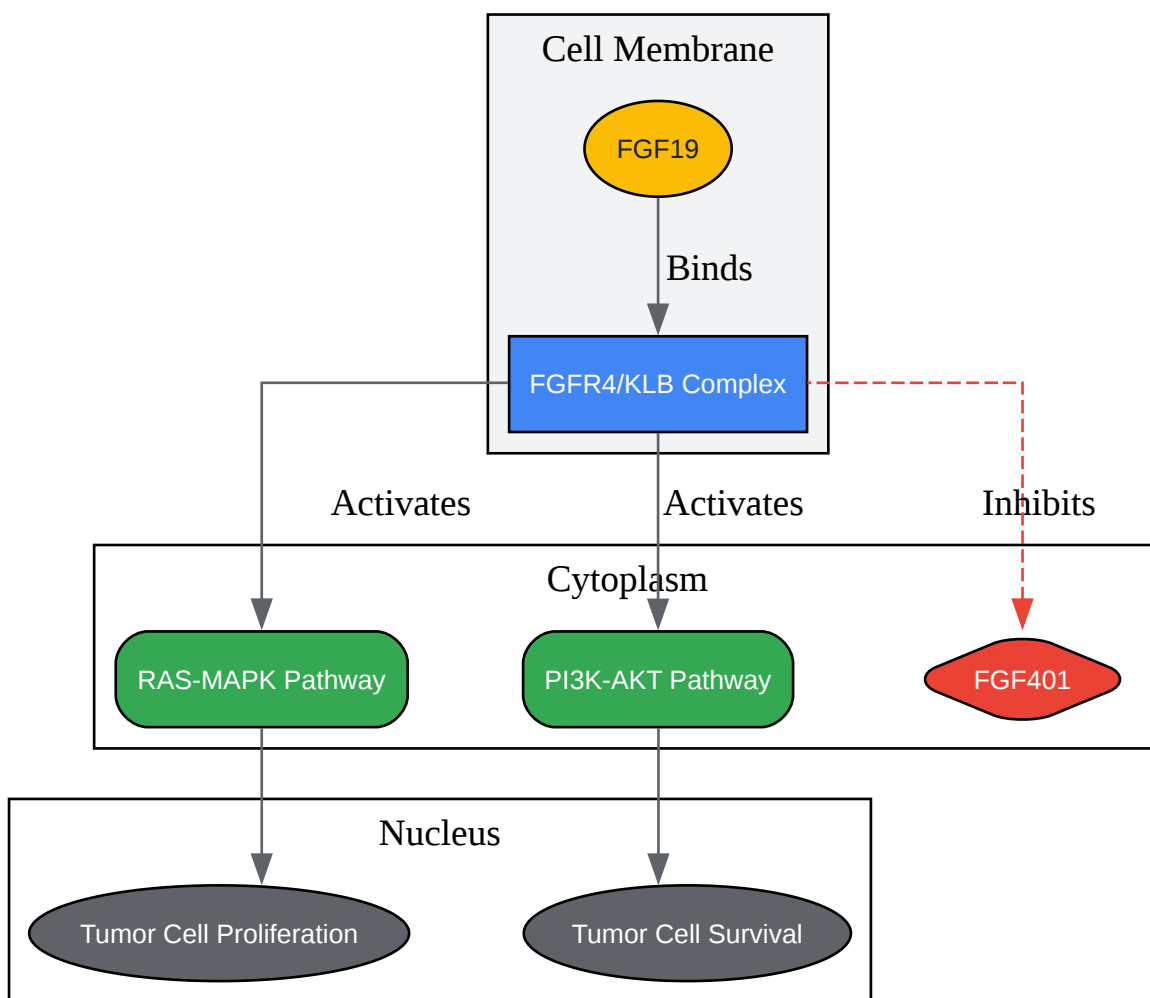 Cell Membrane
FGF19
Binds
FGFR4/KLB Complex
Activates
Activates
Inhibits
Cytoplasm
RAS-MAPK Pathway
PI3K-AKT Pathway
FGF401
Nucleus
Tumor Cell Proliferation
Tumor Cell Survival